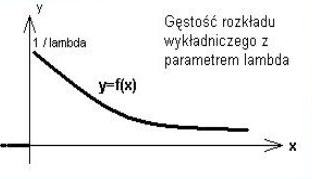 y
Gęstość rozkładu
wykładniczego z
parametrem lambda
1 / lambda
y=f(x)
x